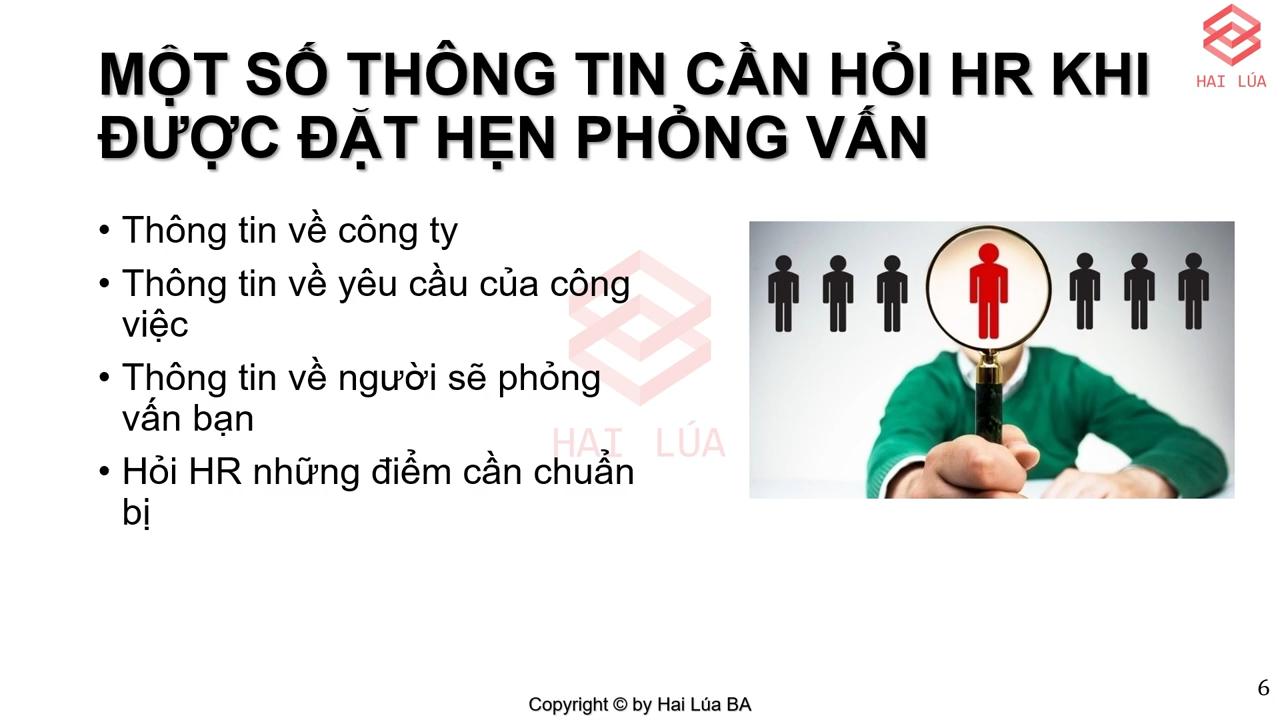 HAI LÚA
MỘT SỐ THÔNG TIN CẦN HỎI HR KHI
ĐƯỢC ĐẶT HẸN PHỎNG VẤN
• Thông tin về công ty
• Thông tin về yêu cầu của công
việc
• Thông tin về người sẽ phỏng
vấn bạn
• Hỏi HR những điểm cần chuẩn
bị
HAI LÚA
Copyright © by Hai Lúa BA
6